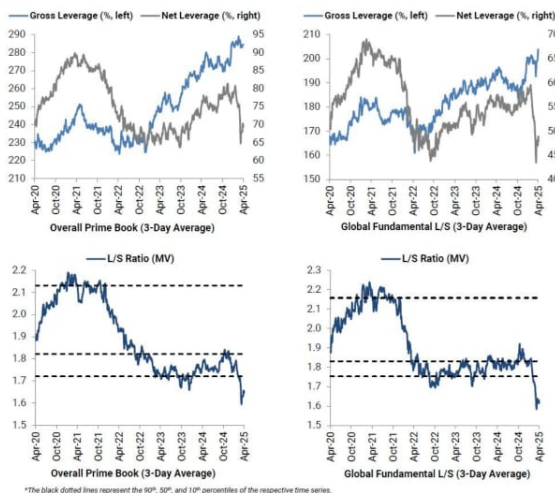 Gross Leverage (%, left) Net Leverage (%, right)
290 95
280 90
270 85
260 80
250 75
240 70
230 65
220 60
210 55
Apr-20 Oct-20 Apr-21 Oct-21 Apr-22 Oct-22 Apr-23 Oct-23 Apr-24 Oct-24 Apr-25
Overall Prime Book (3-Day Average)
Gross Leverage (%, left) Net Leverage (%, right)
210
200
190
180
170
160
150
Apr-20 Oct-20 Apr-21 Oct-21 Apr-22 Oct-22 Apr-23 Oct-23 Apr-24 Oct-24 Apr-25
Global Fundamental L/S (3-Day Average)
L/S Ratio (MV)
2.2
2.1
2.0
1.9
1.8
1.7
1.6
1.5
Apr-20 Oct-20 Apr-21 Oct-21 Apr-22 Oct-22 Apr-23 Oct-23 Apr-24 Oct-24 Apr-25
Overall Prime Book (3-Day Average)
L/S Ratio (MV)
2.3
2.2
2.1
2.0
1.9
1.8
1.7
1.6
1.5
Apr-20 Oct-20 Apr-21 Oct-21 Apr-22 Oct-22 Apr-23 Oct-23 Apr-24 Oct-24 Apr-25
Global Fundamental L/S (3-Day Average)
*The black dotted lines represent the 90th, 50th, and 10th percentiles of the respective time series.